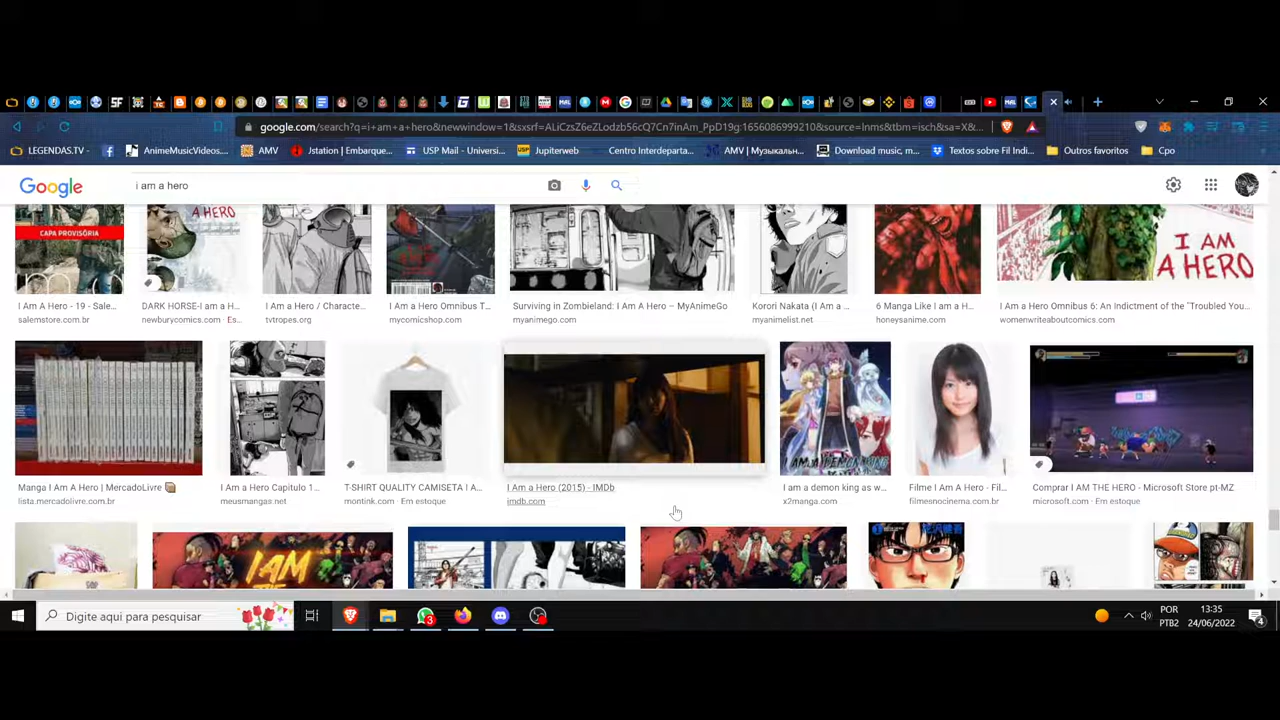 google.com/search?q=i+am+a+hero&newwindow=1&sxsrf=ALiCzsZ6eZLodzb56cQ7Cn7inAm_PpD19g:1656086999210&source=lnms&tbm=isch&sa=X&
LEGENDAS.TV
AnimeMusicVideos...
AMV
Jstation | Embarque...
USP Mail - Universi...
Jupiterweb
Centro Interdeparta...
AMV | Музыкальн...
Download music, m...
Textos sobre Fil Indi...
Outros favoritos
Cpo
Google
i am a hero
CAPA PROVISÓRIA
A HERO
I AM
A HERO
I Am A Hero - 19 - Sale...
DARK HORSE-I am a H...
I Am a Hero / Characte...
I Am a Hero Omnibus T...
Surviving in Zombieland: I Am A Hero – MyAnimeGo
Korori Nakata (I Am a ...
6 Manga Like I am a H...
I Am a Hero Omnibus 6: An Indictment of the "Troubled You...
salemstore.com.br
newburycomics.com · Es...
tvtropes.org
mycomicshop.com
myanimego.com
myanimelist.net
honeysanime.com
womenwriteaboutcomics.com
Manga I Am A Hero | MercadoLivre
I Am a Hero Capitulo 1...
T-SHIRT QUALITY CAMISETA I A...
I Am a Hero (2015) - IMDb
I am a demon king as w...
Filme I Am A Hero - Fil...
Comprar I AM THE HERO - Microsoft Store pt-MZ
lista.mercadolivre.com.br
meusmangas.net
montink.com · Em estoque
imdb.com
x2manga.com
filmesnocinema.com.br
microsoft.com · Em estoque
I AM
Digite aqui para pesquisar
3
POR
PTB2
13:35
24/06/2022
4